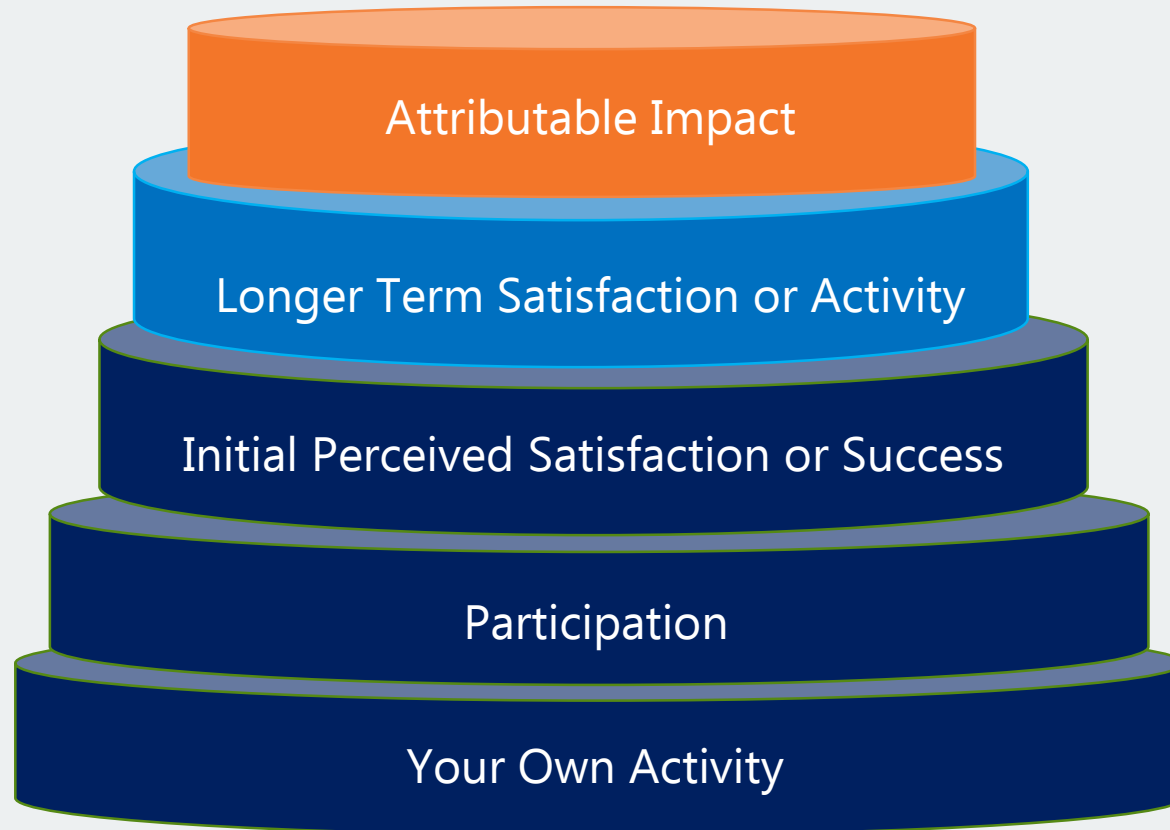 Attributable Impact
Longer Term Satisfaction or Activity
Initial Perceived Satisfaction or Success
Participation
Your Own Activity